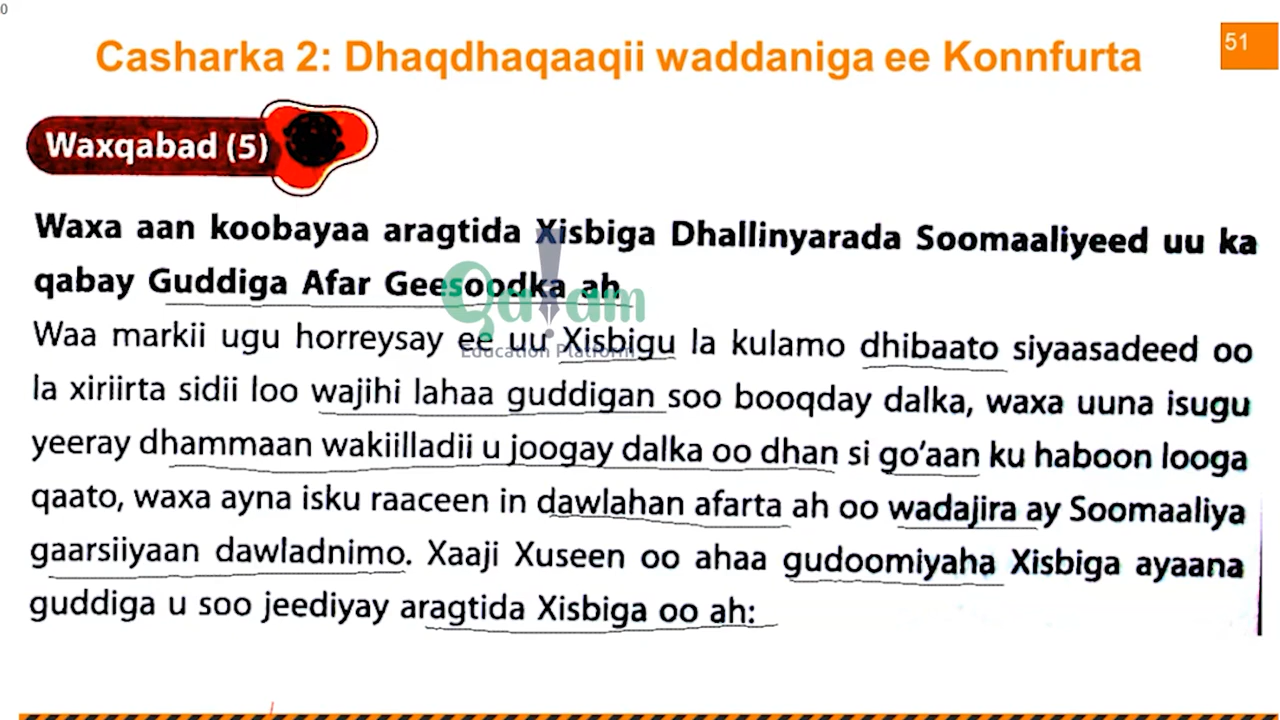 0
51
Casharka 2: Dhaqdhaqaaqii waddaniga ee Konnfurta
Waxqabad (5)
Waxa aan koobayaa aragtida Xisbiga Dhallinyarada Soomaaliyeed uu ka
qabay Guddiga Afar Geesoodka ah
Qalam
Education Platform
Waa markii ugu horreysay ee uu Xisbigu la kulamo dhibaato siyaasadeed oo
la xiriirta sidii loo wajihi lahaa guddigan soo booqday dalka, waxa uuna isugu
yeeray dhammaan wakiilladii u joogay dalka oo dhan si go’aan ku haboon looga
qaato, waxa ayna isku raaceen in dawlahan afarta ah oo wadajira ay Soomaaliya
gaarsiiyaan dawladnimo. Xaaji Xuseen oo ahaa gudoomiyaha Xisbiga ayaana
guddiga u soo jeediyay aragtida Xisbiga oo ah: